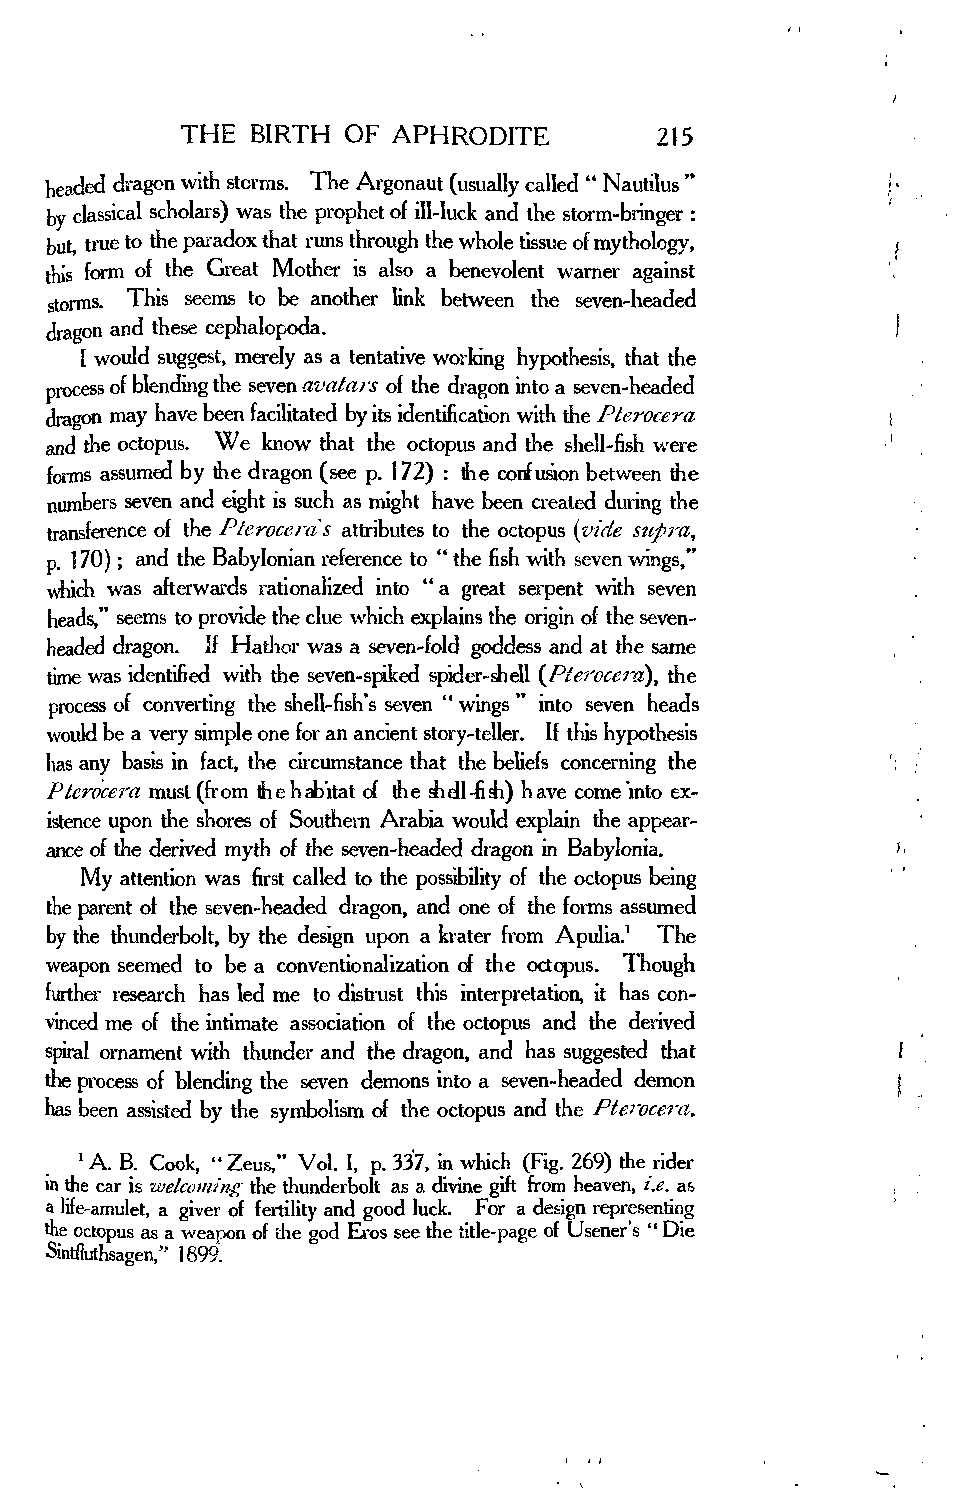 THE BIRTH OF APHRODITE 215
headed dragon with storms. The Argonaut (usually called “ Nautilus ”
by classical scholars) was the prophet of ill-luck and the storm-bringer :
but, true to the paradox that runs through the whole tissue of mythology,
this form of the Great Mother is also a benevolent warner against
storms. This seems to be another link between the seven-headed
dragon and these cephalopoda.
I would suggest, merely as a tentative working hypothesis, that the
process of blending the seven avatars of the dragon into a seven-headed
dragon may have been facilitated by its identification with the Pterocera
and the octopus. We know that the octopus and the shell-fish were
forms assumed by the dragon (see p. 172) : the confusion between the
numbers seven and eight is such as might have been created during the
transference of the Pterocera's attributes to the octopus (vide supra,
p. 170) ; and the Babylonian reference to “ the fish with seven wings,”
which was afterwards rationalized into “ a great serpent with seven
heads,” seems to provide the clue which explains the origin of the seven-
headed dragon. If Hathor was a seven-fold goddess and at the same
time was identified with the seven-spiked spider-shell (Pterocera), the
process of converting the shell-fish's seven “ wings ” into seven heads
would be a very simple one for an ancient story-teller. If this hypothesis
has any basis in fact, the circumstance that the beliefs concerning the
Pterocera must (from the habitat of the shell-fish) have come into ex-
istence upon the shores of Southern Arabia would explain the appear-
ance of the derived myth of the seven-headed dragon in Babylonia.
My attention was first called to the possibility of the octopus being
the parent of the seven-headed dragon, and one of the forms assumed
by the thunderbolt, by the design upon a krater from Apulia.¹ The
weapon seemed to be a conventionalization of the octopus. Though
further research has led me to distrust this interpretation, it has con-
vinced me of the intimate association of the octopus and the derived
spiral ornament with thunder and the dragon, and has suggested that
the process of blending the seven demons into a seven-headed demon
has been assisted by the symbolism of the octopus and the Pterocera.
¹ A. B. Cook, “ Zeus,” Vol. I, p. 337, in which (Fig. 269) the rider
in the car is welcoming the thunderbolt as a divine gift from heaven, i.e. as
a life-amulet, a giver of fertility and good luck. For a design representing
the octopus as a weapon of the god Eros see the title-page of Usener's “ Die
Sintfluthsagen,” 1899.